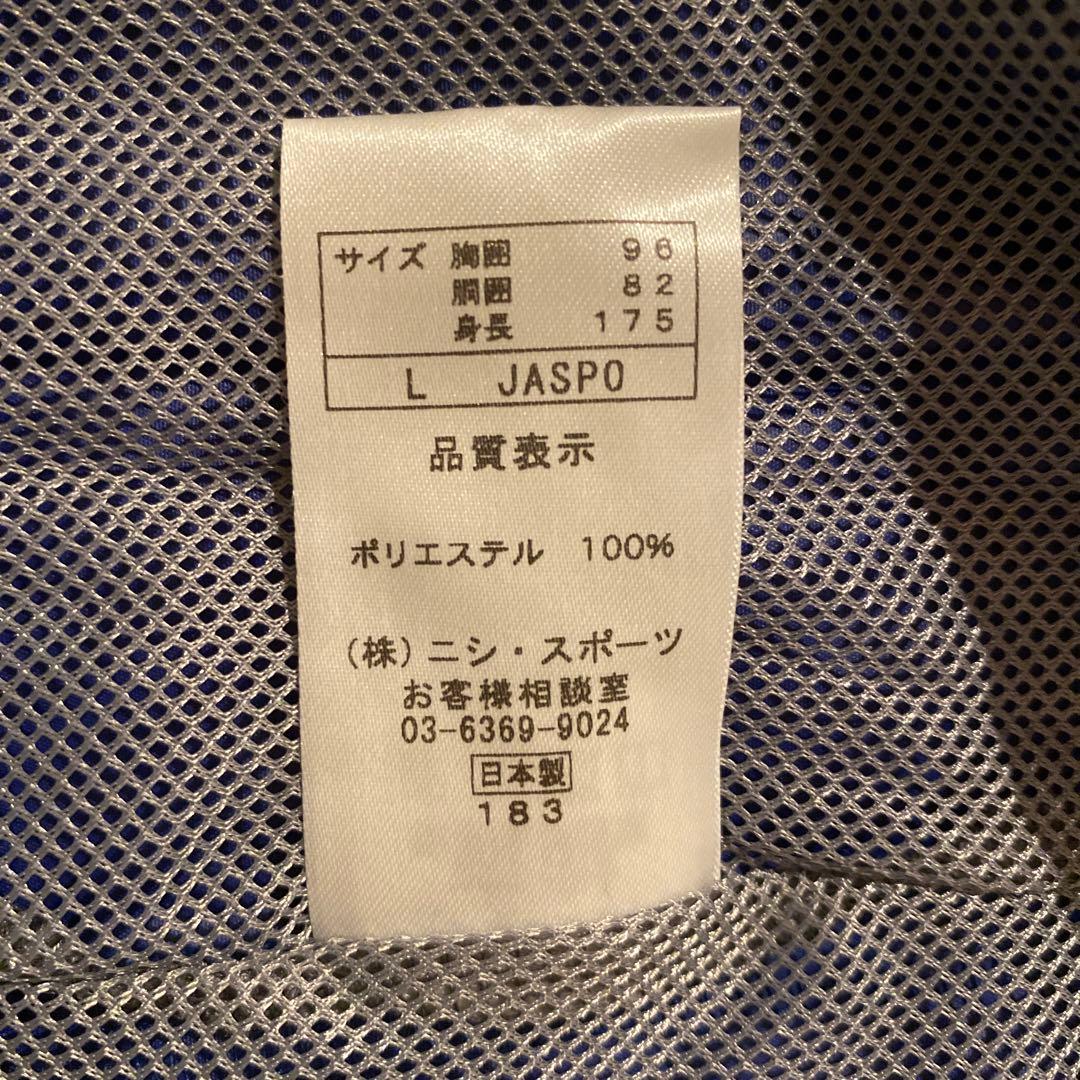 サイズ 胸囲 96
胴囲 82
身長 175
L JASPO
品質表示
ポリエステル 100%
(株)ニシ・スポーツ
お客様相談室
03-6369-9024
日本製
183